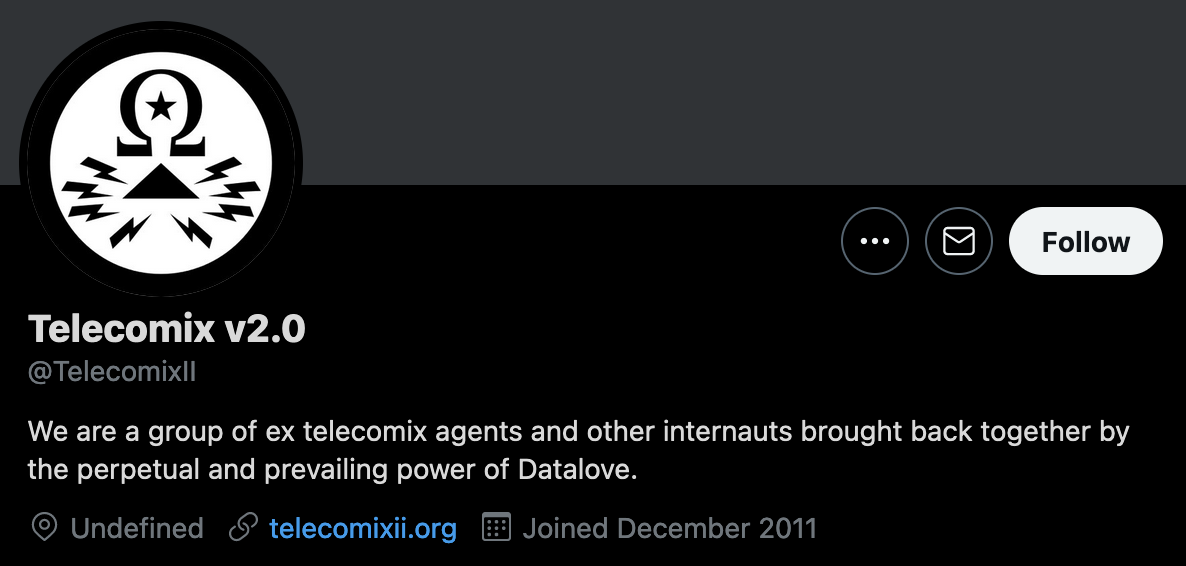 Ω
Follow
Telecomix v2.0
@TelecomixII
We are a group of ex telecomix agents and other internauts brought back together by
the perpetual and prevailing power of Datalove.
Undefined telecomixii.org Joined December 2011